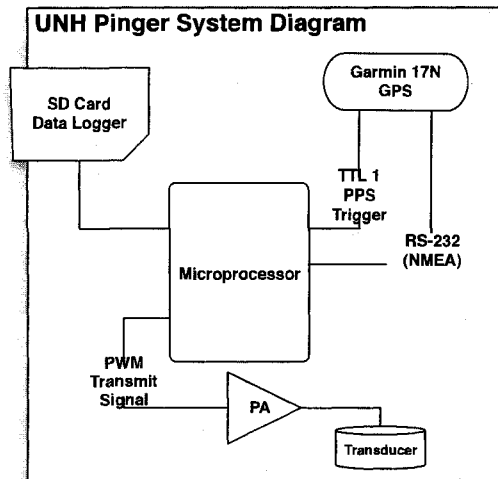 UNH Pinger System Diagram
SD Card
Data Logger
Garmin 17N
GPS
TTL 1
PPS
Trigger
RS-232
(NMEA)
Microprocessor
PWM
Transmit
Signal
PA
Transducer